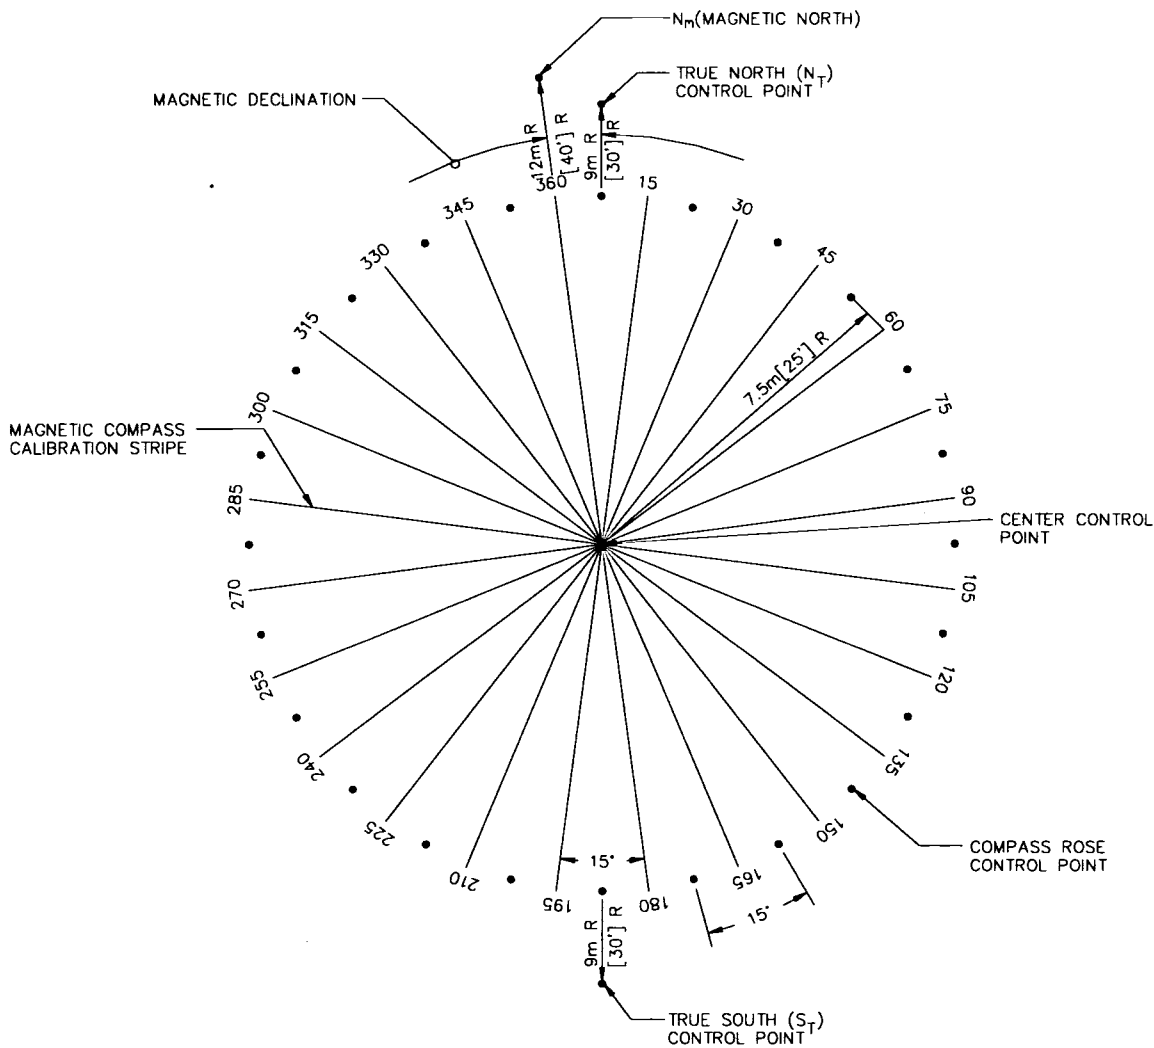 Nm(MAGNETIC NORTH)
TRUE NORTH (NT)
CONTROL POINT
MAGNETIC DECLINATION
12m R
[40'] R
9m R
[30'] R
360
15
345
30
330
45
315
60
7.5m[25'] R
300
75
MAGNETIC COMPASS
CALIBRATION STRIPE
285
90
CENTER CONTROL
POINT
270
105
255
120
240
135
225
150
COMPASS ROSE
CONTROL POINT
210
165
15°
195
180
15°
9m R
[30'] R
TRUE SOUTH (ST)
CONTROL POINT